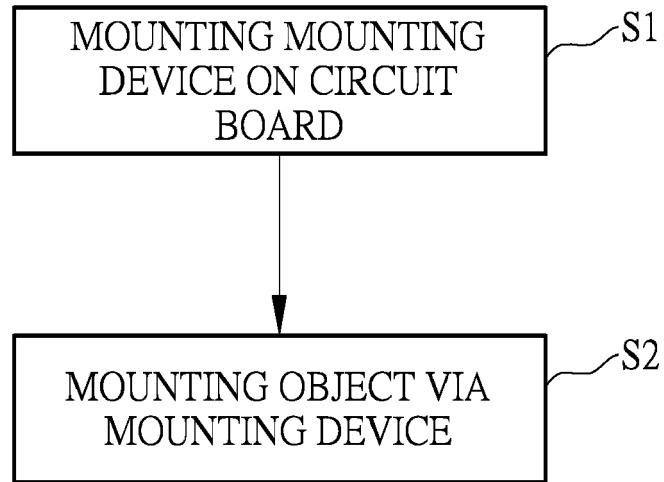 MOUNTING MOUNTING
DEVICE ON CIRCUIT
BOARD
S1
MOUNTING OBJECT VIA
MOUNTING DEVICE
S2